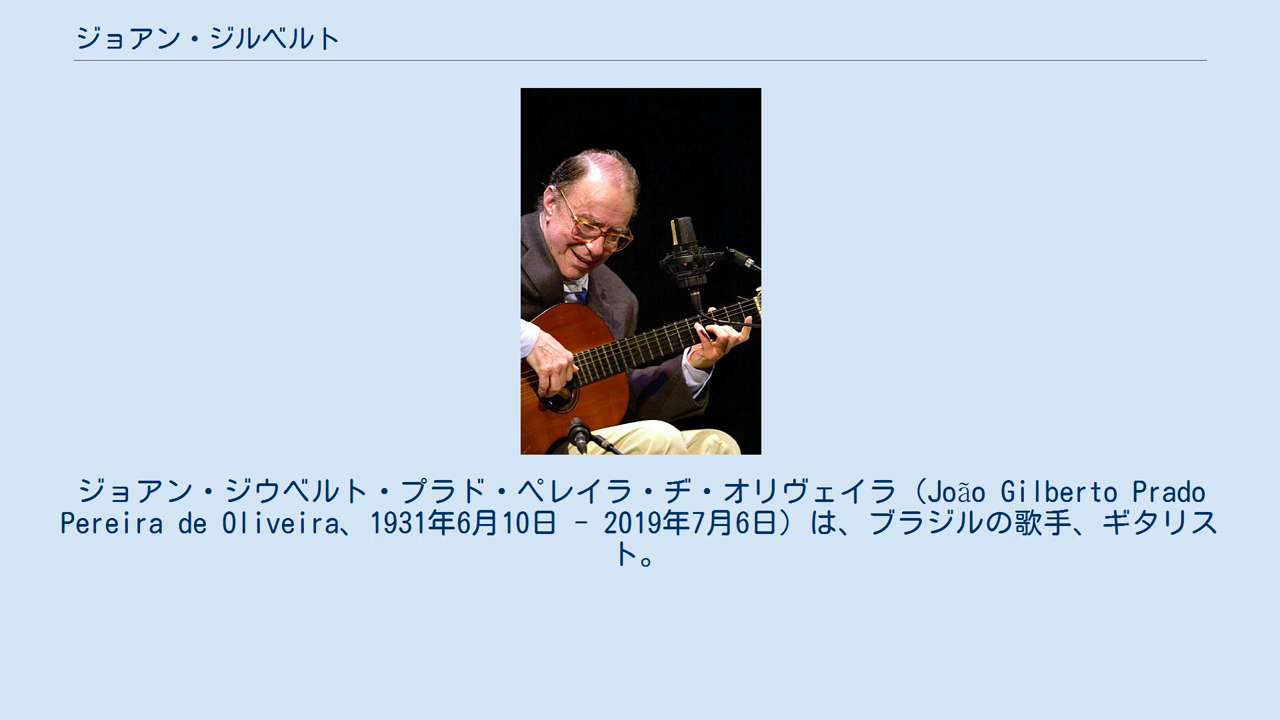 ジョアン・ジルベルト
ジョアン・ジウベルト・プラド・ペレイラ・ヂ・オリヴェイラ（João Gilberto Prado
Pereira de Oliveira、1931年6月10日 - 2019年7月6日）は、ブラジルの歌手、ギタリス
ト。